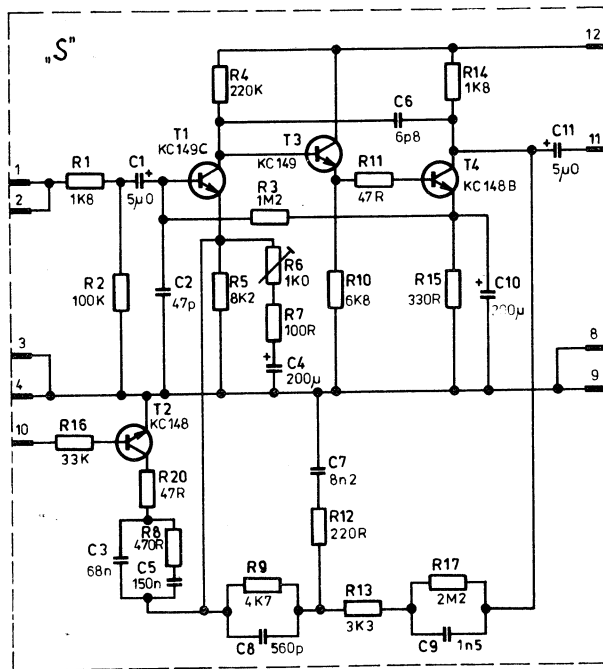 "S"
12
R4
220K
R14
1K8
C6
6p8
T1
KC149C
T3
KC149
C11
5µ0
11
1
2
R1
1K8
C1
5µ0
R11
47R
T4
KC148B
R3
1M2
R2
100K
C2
47p
R5
8K2
R6
1K0
R7
100R
C4
200µ
R10
6K8
R15
330R
C10
200µ
3
4
8
9
10
R16
33K
T2
KC148
R20
47R
C7
8n2
R12
220R
C3
68n
R8
470R
C5
150n
R9
4K7
C8
560p
R13
3K3
R17
2M2
C9
1n5